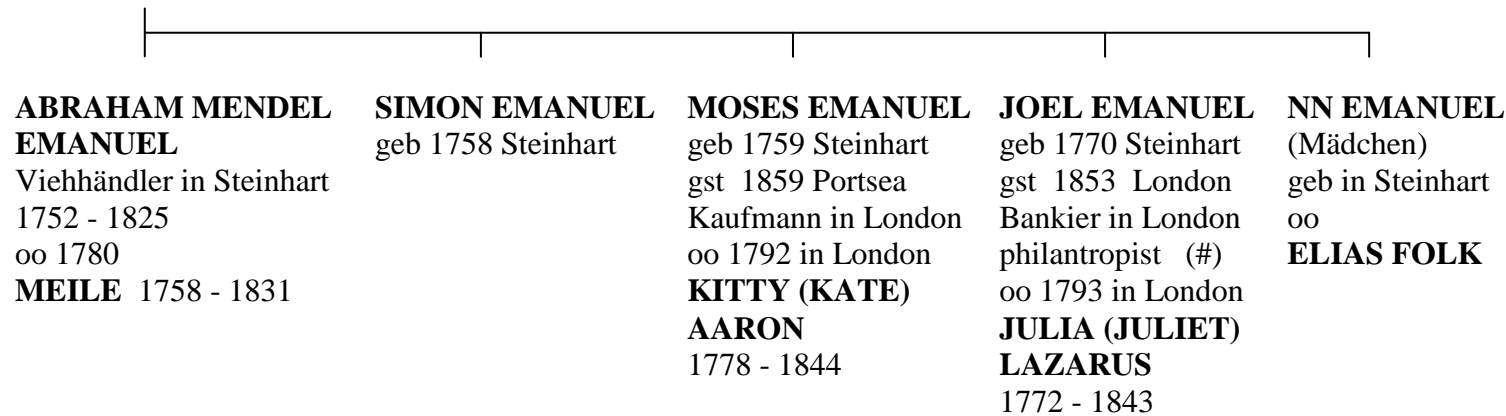 ABRAHAM MENDEL
EMANUEL
Viehhändler in Steinhart
1752 - 1825
oo 1780
MEILE 1758 - 1831
SIMON EMANUEL
geb 1758 Steinhart
MOSES EMANUEL
geb 1759 Steinhart
gst 1859 Portsea
Kaufmann in London
oo 1792 in London
KITTY (KATE)
AARON
1778 - 1844
JOEL EMANUEL
geb 1770 Steinhart
gst 1853 London
Bankier in London
philantropist (#)
oo 1793 in London
JULIA (JULIET)
LAZARUS
1772 - 1843
NN EMANUEL
(Mädchen)
geb in Steinhart
oo
ELIAS FOLK